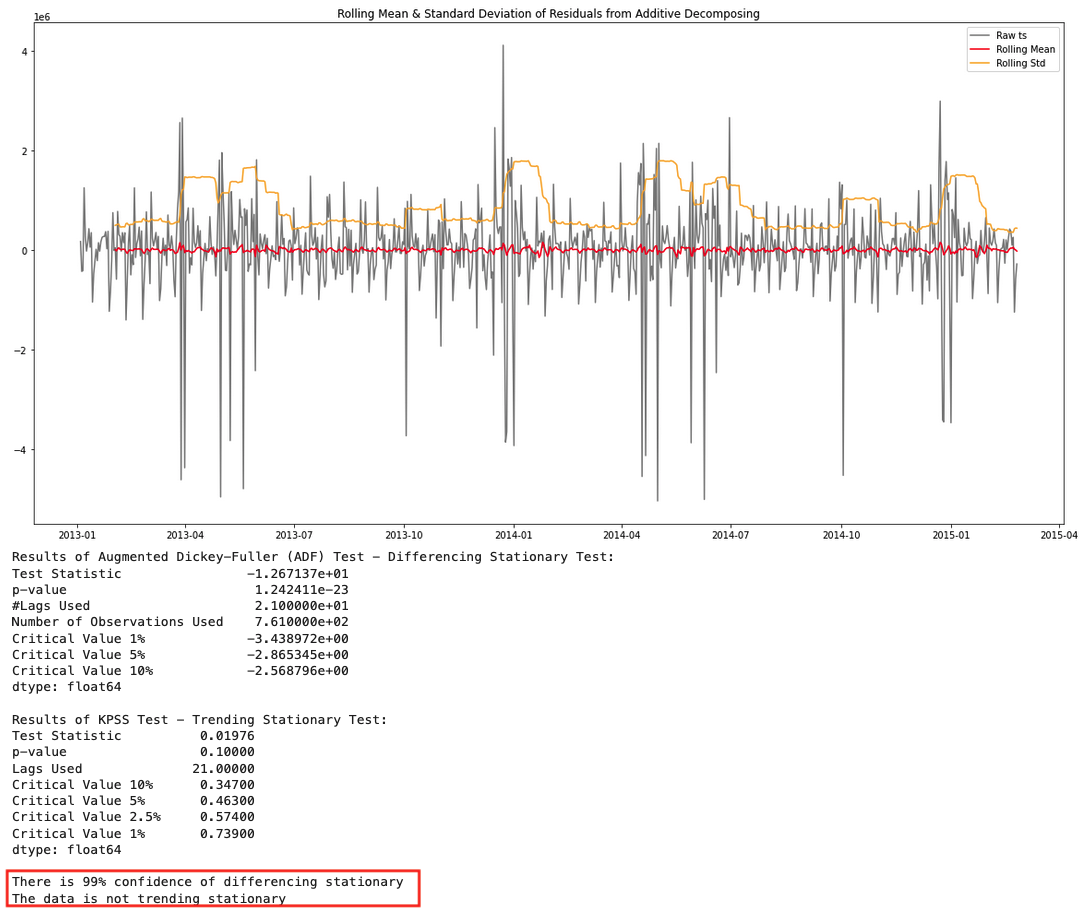 Rolling Mean & Standard Deviation of Residuals from Additive Decomposing
1e6
Raw ts
Rolling Mean
Rolling Std
4
2
0
−2
−4
2013-01 2013-04 2013-07 2013-10 2014-01 2014-04 2014-07 2014-10 2015-01 2015-04
Results of Augmented Dickey-Fuller (ADF) Test - Differencing Stationary Test:
Test Statistic -1.267137e+01
p-value 1.242411e-23
#Lags Used 2.100000e+01
Number of Observations Used 7.610000e+02
Critical Value 1% -3.438972e+00
Critical Value 5% -2.865345e+00
Critical Value 10% -2.568796e+00
dtype: float64
Results of KPSS Test - Trending Stationary Test:
Test Statistic 0.01976
p-value 0.10000
Lags Used 21.00000
Critical Value 10% 0.34700
Critical Value 5% 0.46300
Critical Value 2.5% 0.57400
Critical Value 1% 0.73900
dtype: float64
There is 99% confidence of differencing stationary
The data is not trending stationary